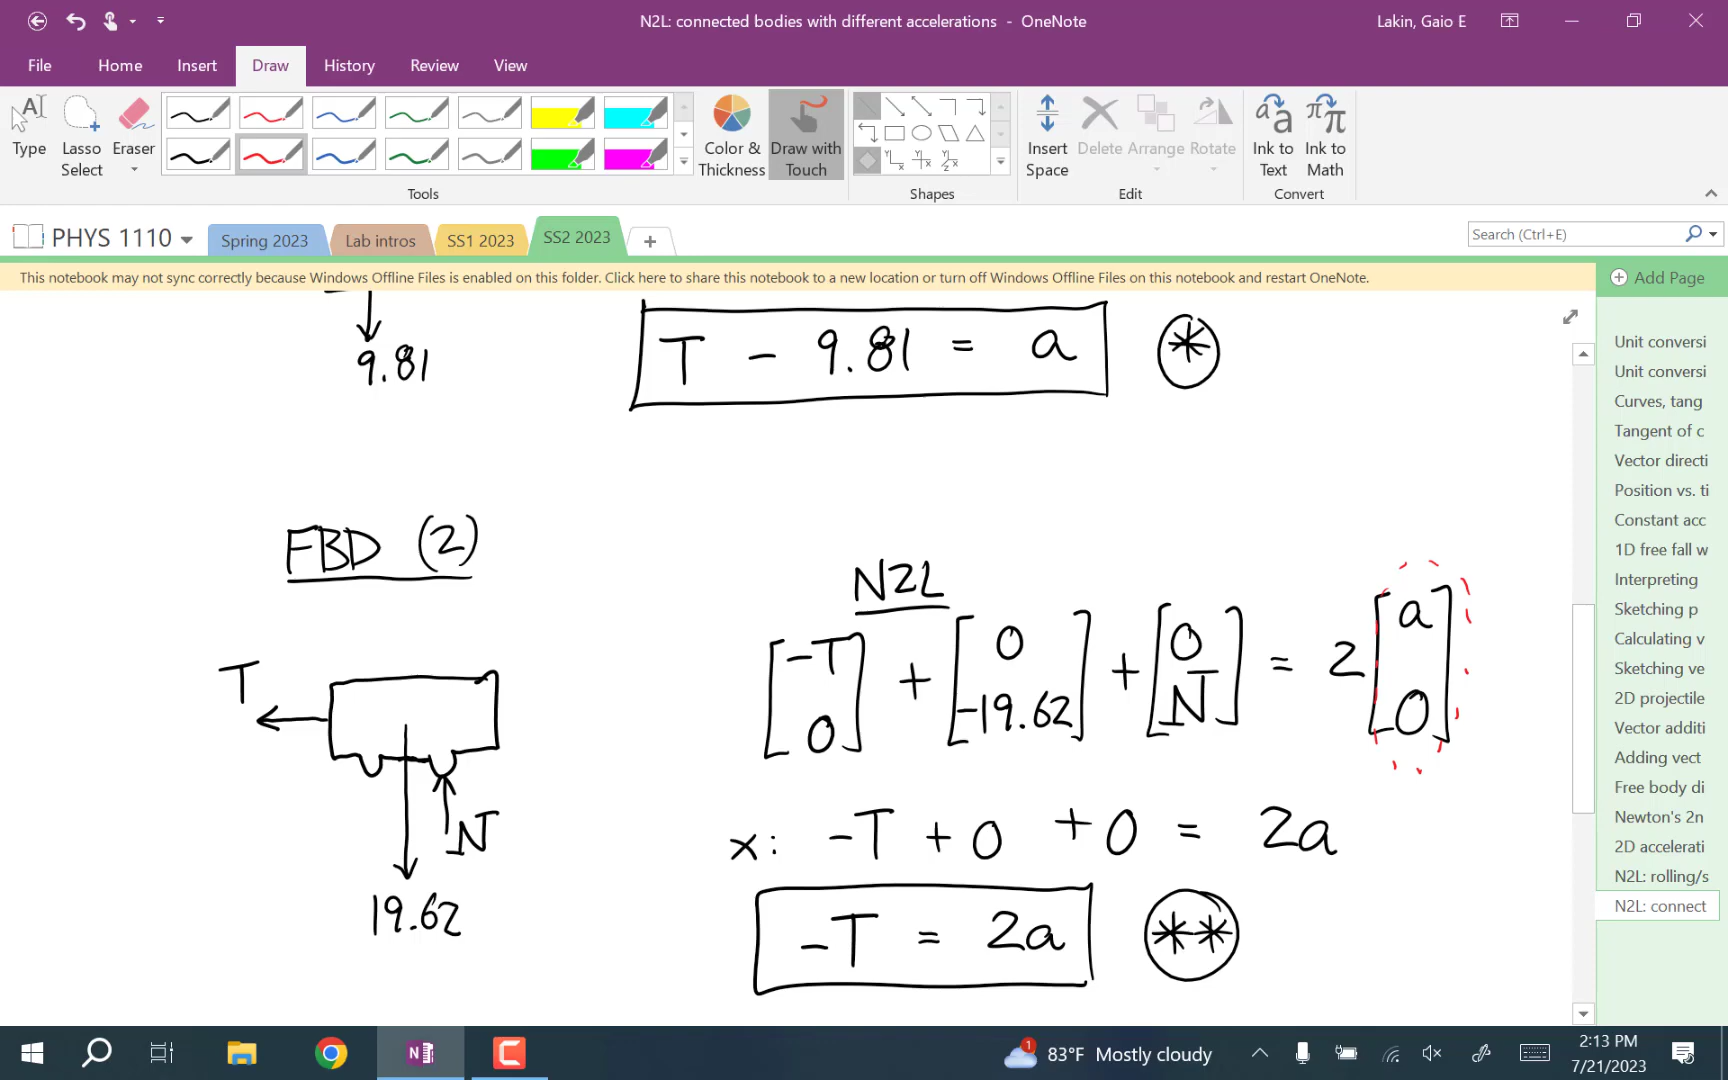 N2L: connected bodies with different accelerations - OneNote
Lakin, Gaio E
File Home Insert Draw History Review View
Type
Lasso Select
Eraser
Color & Thickness
Draw with Touch
Insert Space
Delete
Arrange
Rotate
Ink to Text
Ink to Math
Tools
Shapes
Edit
Convert
PHYS 1110
Spring 2023
Lab intros
SS1 2023
SS2 2023
Search (Ctrl+E)
This notebook may not sync correctly because Windows Offline Files is enabled on this folder. Click here to share this notebook to a new location or turn off Windows Offline Files on this notebook and restart OneNote.
Add Page
Unit conversi
Unit conversi
Curves, tang
Tangent of c
Vector directi
Position vs. ti
Constant acc
1D free fall w
Interpreting
Sketching p
Calculating v
Sketching ve
2D projectile
Vector additi
Adding vect
Free body di
Newton's 2n
2D accelerati
N2L: rolling/s
N2L: connect
9.81
T - 9.81 = a *
FBD (2)
T
N
19.62
N2L
[-T 0] + [0 -19.62] + [0 N] = 2 [a 0]
x: -T + 0 + 0 = 2a
-T = 2a **
1
83°F Mostly cloudy
2:13 PM
7/21/2023